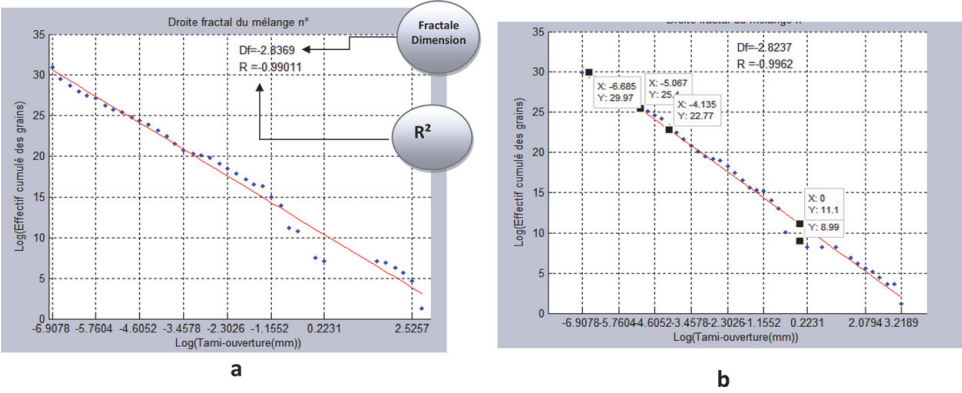 Droite fractal du mélange n°
Df=-2.8369
R =-0.99011
Fractale
Dimension
R²
Log(Effectif cumulé des grains)
35
30
25
20
15
10
5
0
-6.9078 -5.7604 -4.6052 -3.4578 -2.3026 -1.1552 0.2231 2.5257
Log(Tami-ouverture(mm))
a
Droite fractal du mélange n°
Df=-2.8237
R =-0.9962
X: -6.685
Y: 29.97
X: -5.067
X: -4.135
Y: 22.77
X: 0
Y: 11.1
Y: 8.99
Log(Effectif cumulé des grains)
35
30
25
20
15
10
5
0
-6.9078 -5.7604 -4.6052 -3.4578 -2.3026 -1.1552 0.2231 2.0794 3.2189
Log(Tami-ouverture(mm))
b